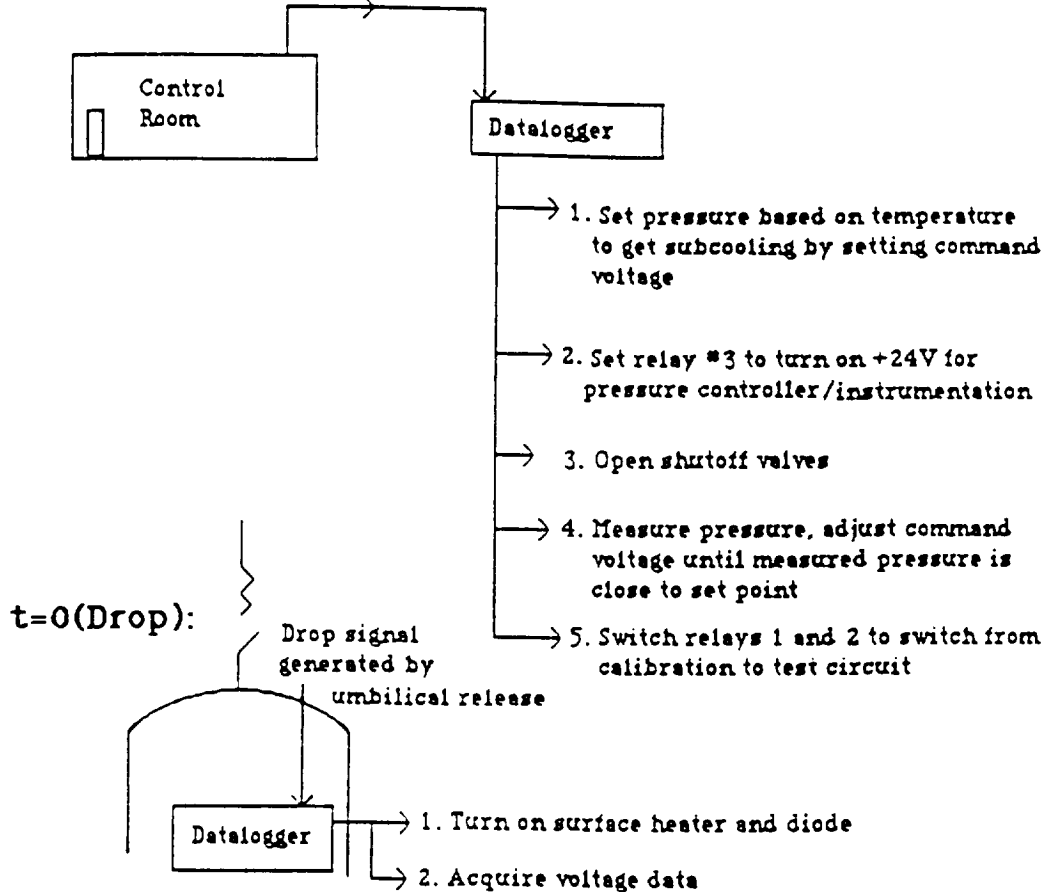 Control
Room
Datalogger
1. Set pressure based on temperature
to get subcooling by setting command
voltage
2. Set relay #3 to turn on +24V for
pressure controller/instrumentation
3. Open shutoff valves
4. Measure pressure, adjust command
voltage until measured pressure is
close to set point
5. Switch relays 1 and 2 to switch from
calibration to test circuit
t=0(Drop):
Drop signal
generated by
umbilical release
Datalogger
1. Turn on surface heater and diode
2. Acquire voltage data